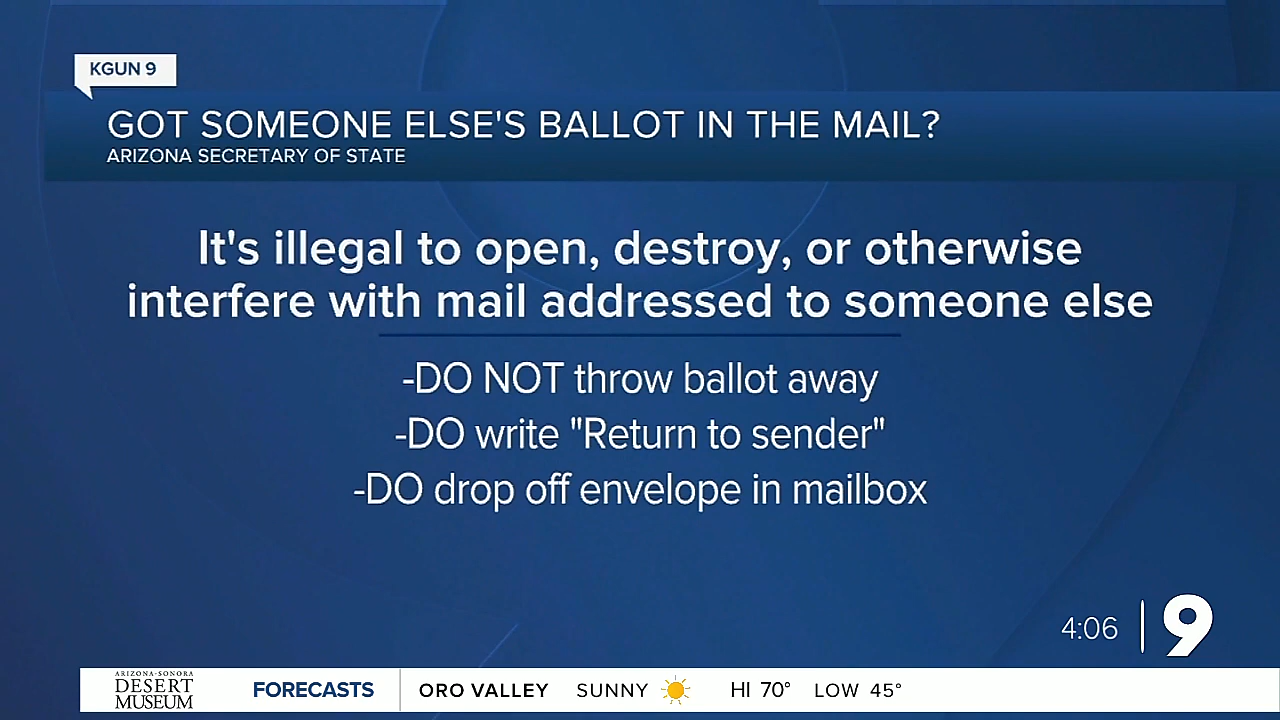 KGUN 9
GOT SOMEONE ELSE'S BALLOT IN THE MAIL?
ARIZONA SECRETARY OF STATE
It's illegal to open, destroy, or otherwise
interfere with mail addressed to someone else
-DO NOT throw ballot away
-DO write "Return to sender"
-DO drop off envelope in mailbox
4:06 9
ARIZONA-SONORA
DESERT
MUSEUM
FORECASTS ORO VALLEY SUNNY HI 70° LOW 45°